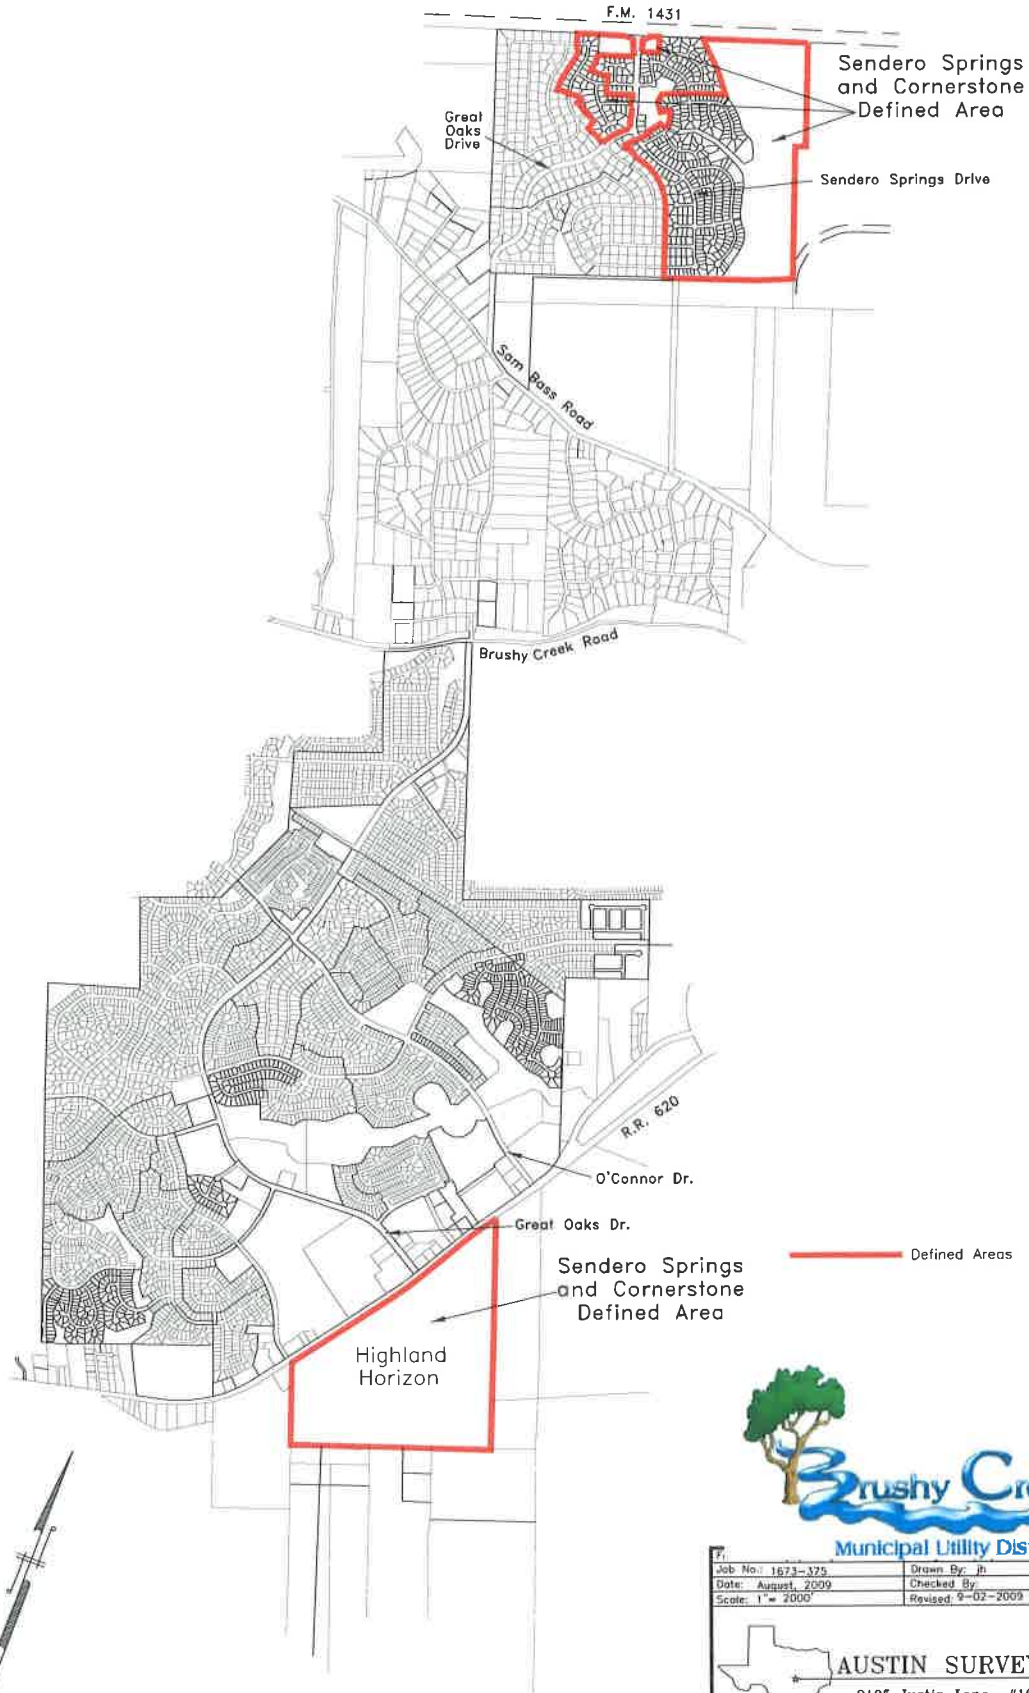 F.M. 1431
Sendero Springs
and Cornerstone
Defined Area
Great
Oaks
Drive
Sendero Springs Drive
Sam Bass Road
Brushy Creek Road
R.R. 620
O'Connor Dr.
Great Oaks Dr.
Sendero Springs
and Cornerstone
Defined Area
Defined Areas
Highland
Horizon
Brushy Cr
Municipal Utility Dis
Job No.: 1673-375
Drawn By: jh
Date: August, 2009
Checked By:
Scale: 1"= 2000'
Revised: 9-02-2009
AUSTIN SURVEY